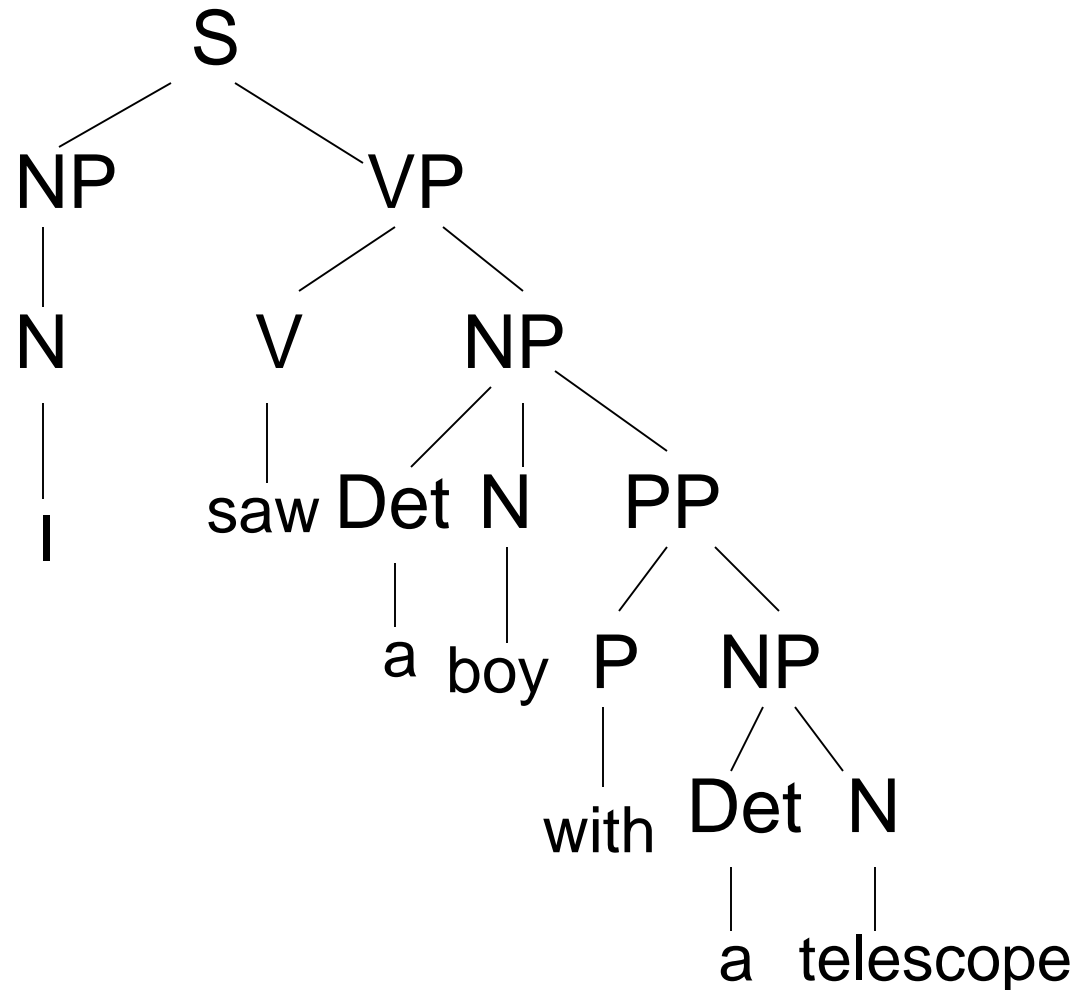 S
NP VP
N V NP
I saw Det N PP
a boy P NP
with Det N
a telescope